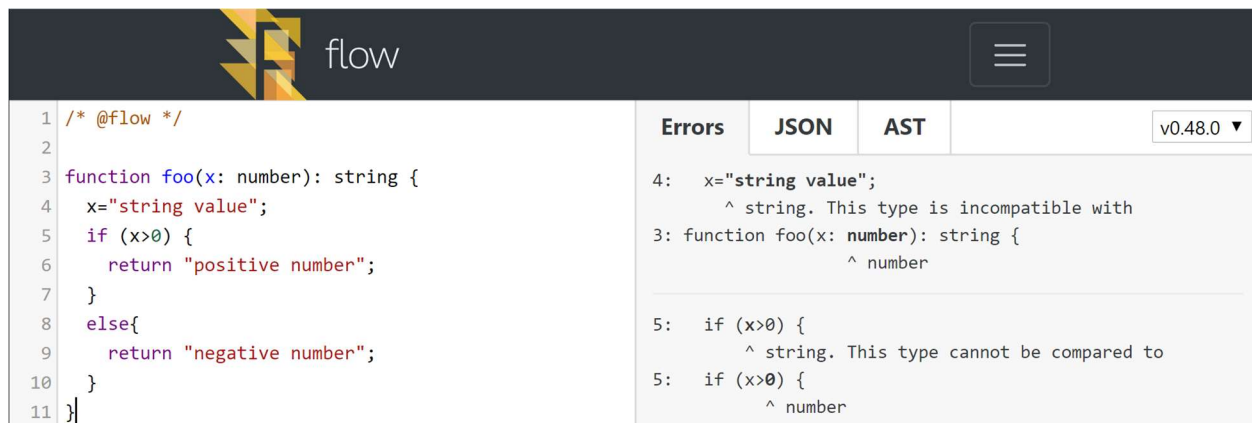 flow
1 /* @flow */
2
3 function foo(x: number): string {
4   x="string value";
5   if (x>0) {
6     return "positive number";
7   }
8   else{
9     return "negative number";
10   }
11 }
Errors JSON AST v0.48.0 ▼
4:   x="string value";
       ^ string. This type is incompatible with
3: function foo(x: number): string {
                   ^ number
5:   if (x>0) {
         ^ string. This type cannot be compared to
5:   if (x>0) {
           ^ number